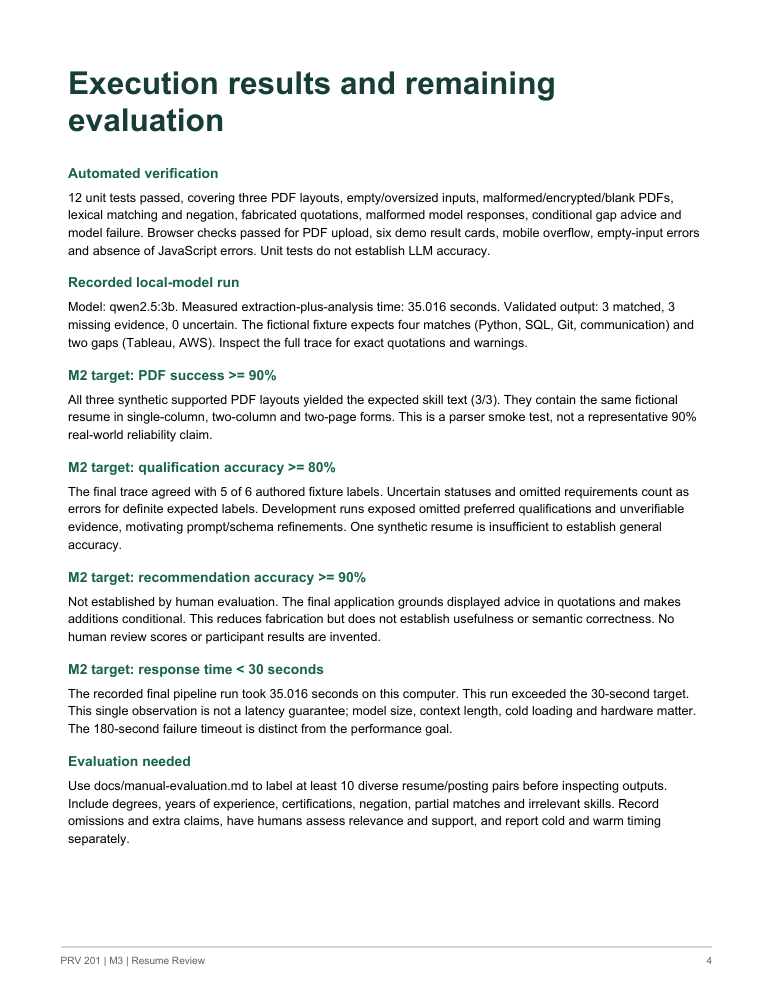 Execution results and remaining
evaluation
Automated verification
12 unit tests passed, covering three PDF layouts, empty/oversized inputs, malformed/encrypted/blank PDFs,
lexical matching and negation, fabricated quotations, malformed model responses, conditional gap advice and
model failure. Browser checks passed for PDF upload, six demo result cards, mobile overflow, empty-input errors
and absence of JavaScript errors. Unit tests do not establish LLM accuracy.
Recorded local-model run
Model: qwen2.5:3b. Measured extraction-plus-analysis time: 35.016 seconds. Validated output: 3 matched, 3
missing evidence, 0 uncertain. The fictional fixture expects four matches (Python, SQL, Git, communication) and
two gaps (Tableau, AWS). Inspect the full trace for exact quotations and warnings.
M2 target: PDF success >= 90%
All three synthetic supported PDF layouts yielded the expected skill text (3/3). They contain the same fictional
resume in single-column, two-column and two-page forms. This is a parser smoke test, not a representative 90%
real-world reliability claim.
M2 target: qualification accuracy >= 80%
The final trace agreed with 5 of 6 authored fixture labels. Uncertain statuses and omitted requirements count as
errors for definite expected labels. Development runs exposed omitted preferred qualifications and unverifiable
evidence, motivating prompt/schema refinements. One synthetic resume is insufficient to establish general
accuracy.
M2 target: recommendation accuracy >= 90%
Not established by human evaluation. The final application grounds displayed advice in quotations and makes
additions conditional. This reduces fabrication but does not establish usefulness or semantic correctness. No
human review scores or participant results are invented.
M2 target: response time < 30 seconds
The recorded final pipeline run took 35.016 seconds on this computer. This run exceeded the 30-second target.
This single observation is not a latency guarantee; model size, context length, cold loading and hardware matter.
The 180-second failure timeout is distinct from the performance goal.
Evaluation needed
Use docs/manual-evaluation.md to label at least 10 diverse resume/posting pairs before inspecting outputs.
Include degrees, years of experience, certifications, negation, partial matches and irrelevant skills. Record
omissions and extra claims, have humans assess relevance and support, and report cold and warm timing
separately.
PRV 201 | M3 | Resume Review
4